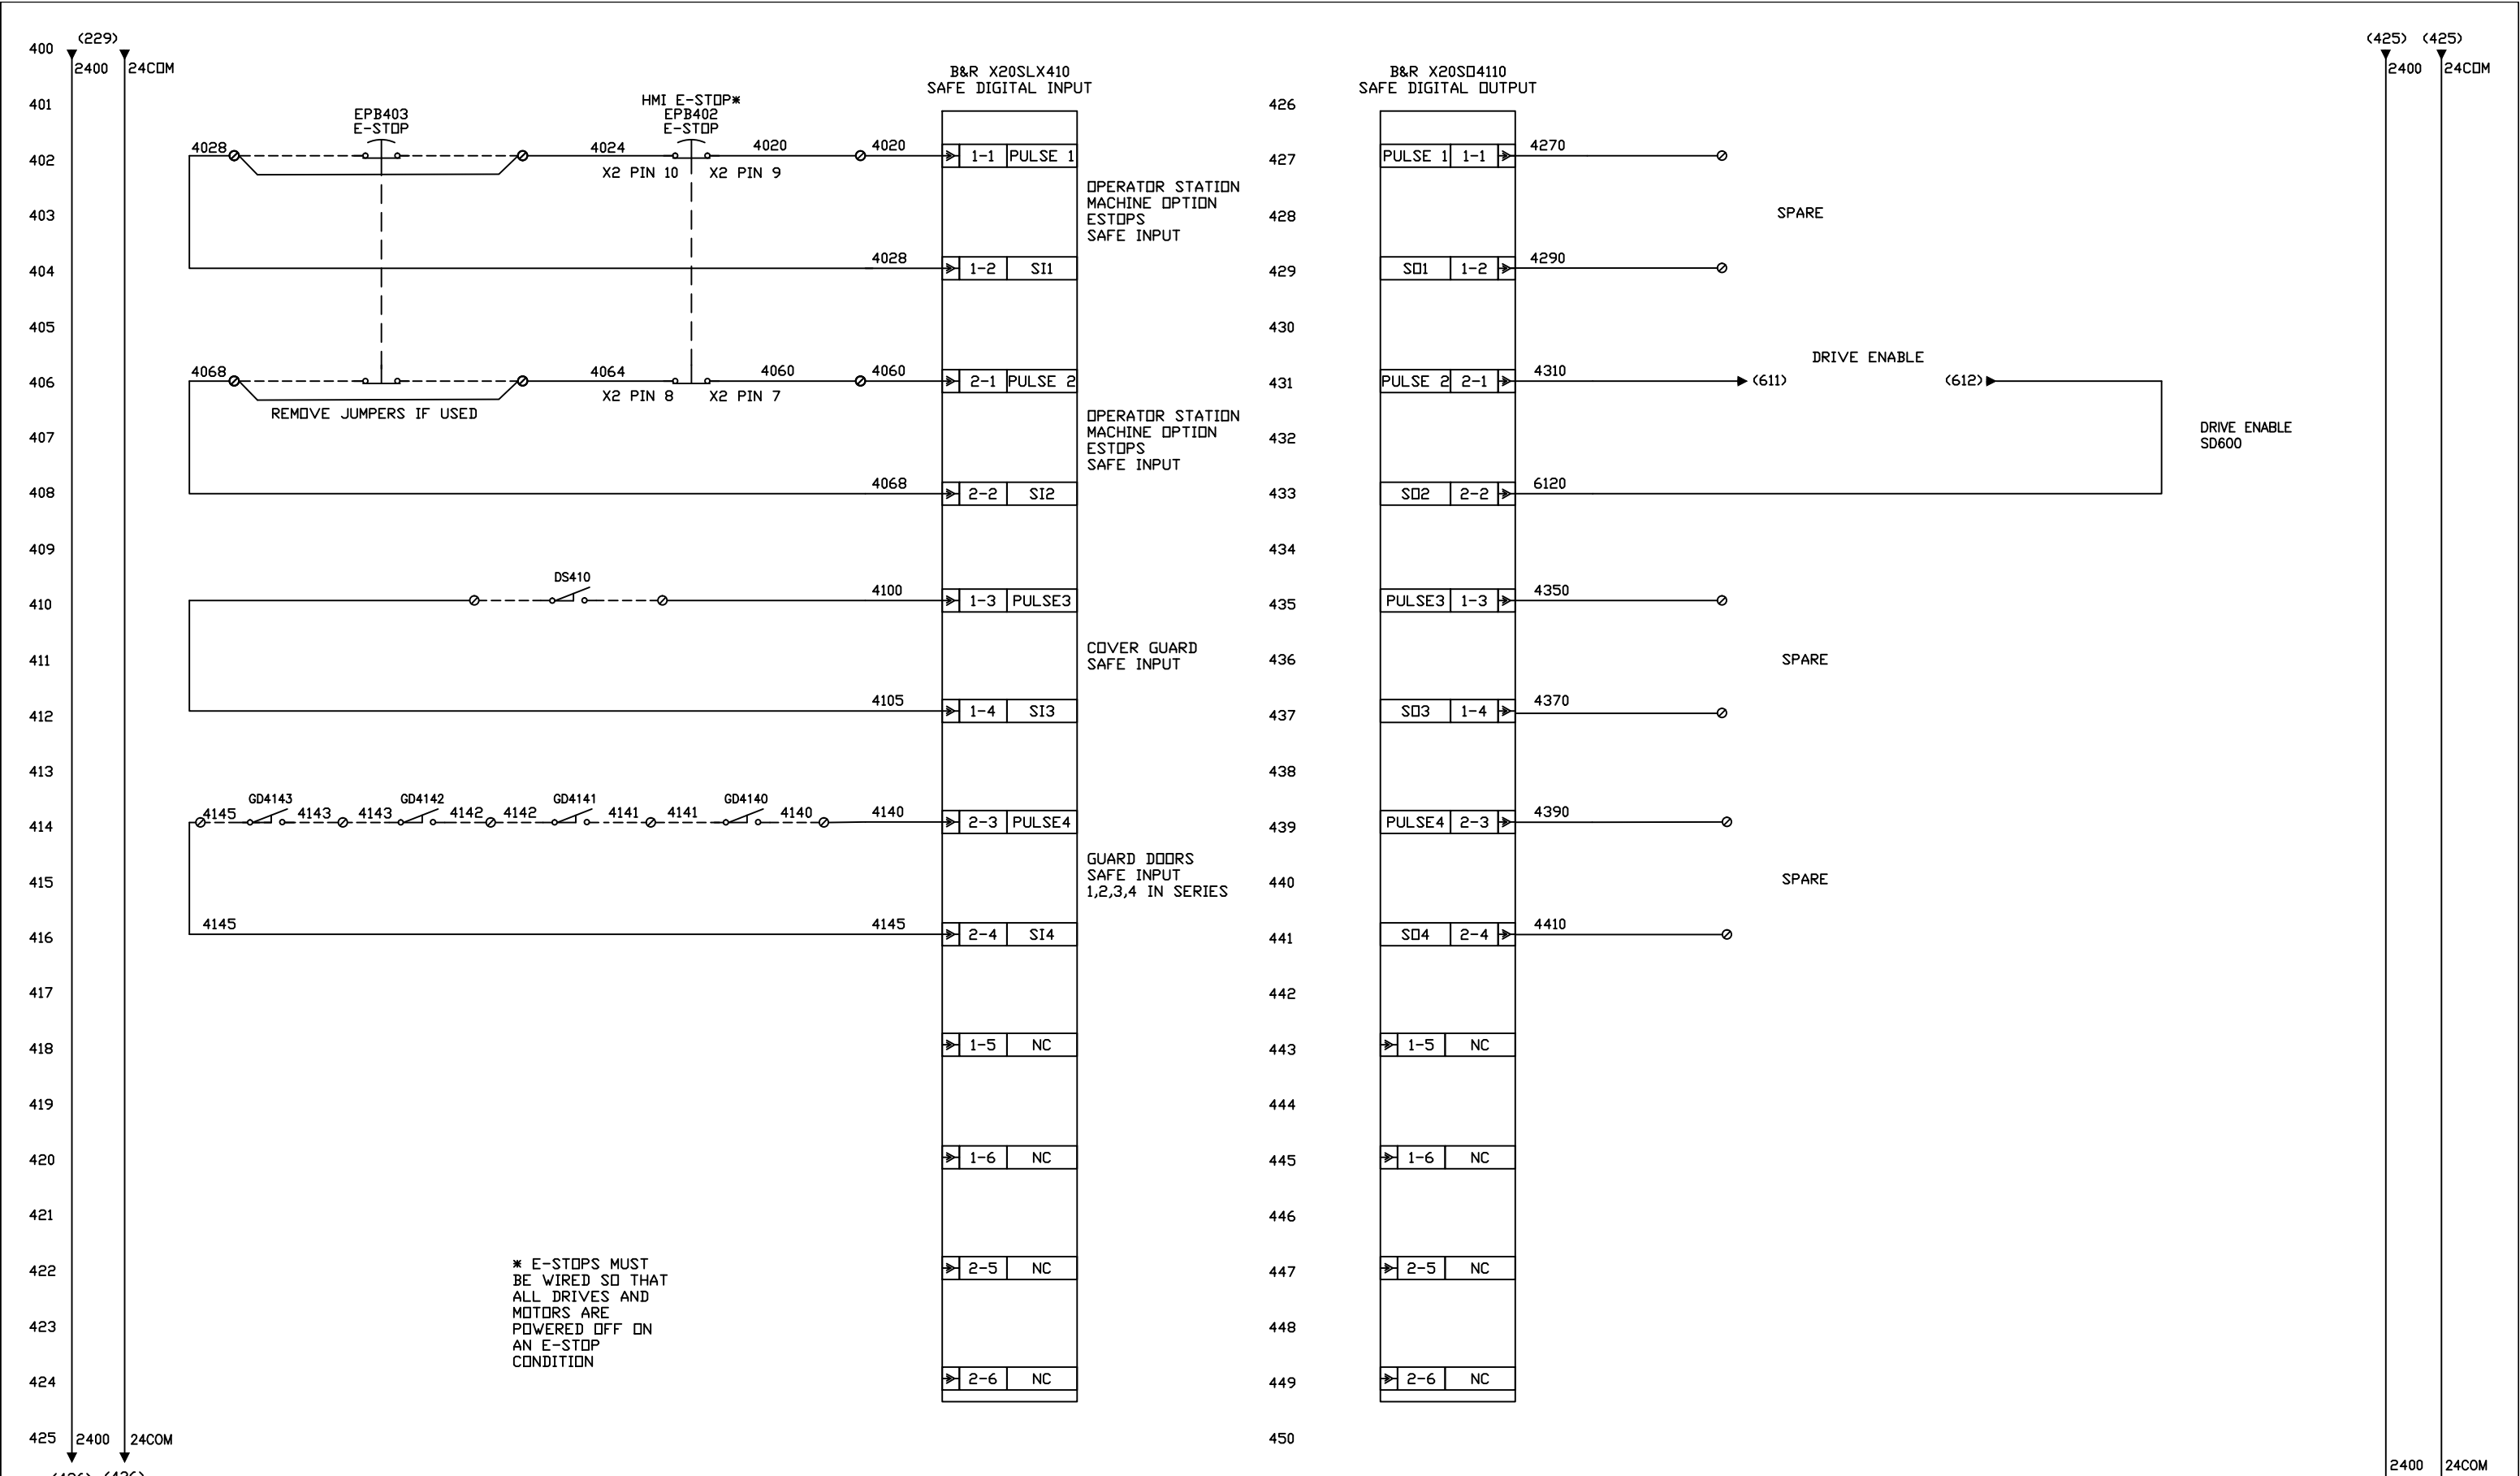 400
(229)
2400
24COM
401
402
403
404
405
406
407
408
409
410
411
412
413
414
415
416
417
418
419
420
421
422
423
424
425
2400
24COM
EPB403
E-STOP
HMI E-STOP*
EPB402
E-STOP
4028
4024
4020
4020
X2 PIN 10
X2 PIN 9
4028
4068
4064
4060
4060
X2 PIN 8
X2 PIN 7
REMOVE JUMPERS IF USED
4068
DS410
4100
4105
GD4143
GD4142
GD4141
GD4140
4145
4143
4143
4142
4142
4141
4141
4140
4140
4145
4145
* E-STOPS MUST
BE WIRED SO THAT
ALL DRIVES AND
MOTORS ARE
POWERED OFF ON
AN E-STOP
CONDITION
B&R X20SLX410
SAFE DIGITAL INPUT
1-1 PULSE 1
OPERATOR STATION
MACHINE OPTION
ESTOPS
SAFE INPUT
1-2 SI1
2-1 PULSE 2
OPERATOR STATION
MACHINE OPTION
ESTOPS
SAFE INPUT
2-2 SI2
1-3 PULSE3
COVER GUARD
SAFE INPUT
1-4 SI3
2-3 PULSE4
GUARD DOORS
SAFE INPUT
1,2,3,4 IN SERIES
2-4 SI4
1-5 NC
1-6 NC
2-5 NC
2-6 NC
426
427
428
429
430
431
432
433
434
435
436
437
438
439
440
441
442
443
444
445
446
447
448
449
450
B&R X20SO4110
SAFE DIGITAL OUTPUT
PULSE 1 1-1
4270
SPARE
SO1 1-2
4290
PULSE 2 2-1
4310
(611)
DRIVE ENABLE
(612)
DRIVE ENABLE
SD600
SO2 2-2
6120
PULSE3 1-3
4350
SPARE
SO3 1-4
4370
PULSE4 2-3
4390
SPARE
SO4 2-4
4410
1-5 NC
1-6 NC
2-5 NC
2-6 NC
(425)
(425)
2400
24COM
2400
24COM